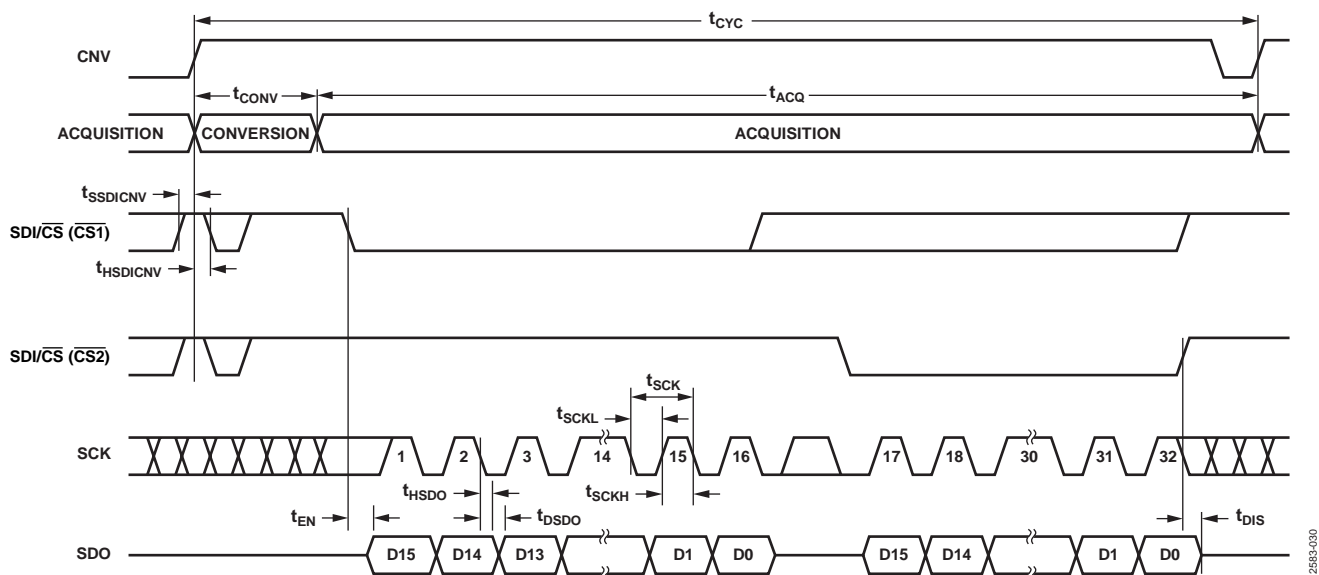 tCYC
CNV
tCONV
tACQ
ACQUISITION
CONVERSION
ACQUISITION
tSSDICNV
SDI/CS (CS1)
tHSDICNV
SDI/CS (CS2)
tSCK
tSCKL
SCK
1 2 3 14 15 16 17 18 30 31 32
tHSDO
tSCKH
tEN
tDSDO
tDIS
SDO
D15 D14 D13 D1 D0 D15 D14 D1 D0
2583-030